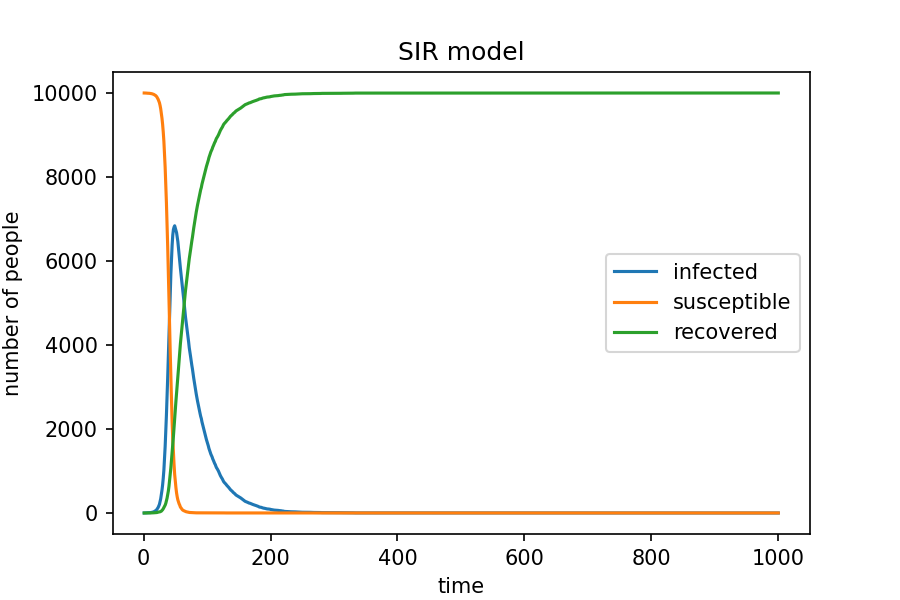 SIR model
number of people
10000
8000
6000
4000
2000
0
infected
susceptible
recovered
0 200 400 600 800 1000
time